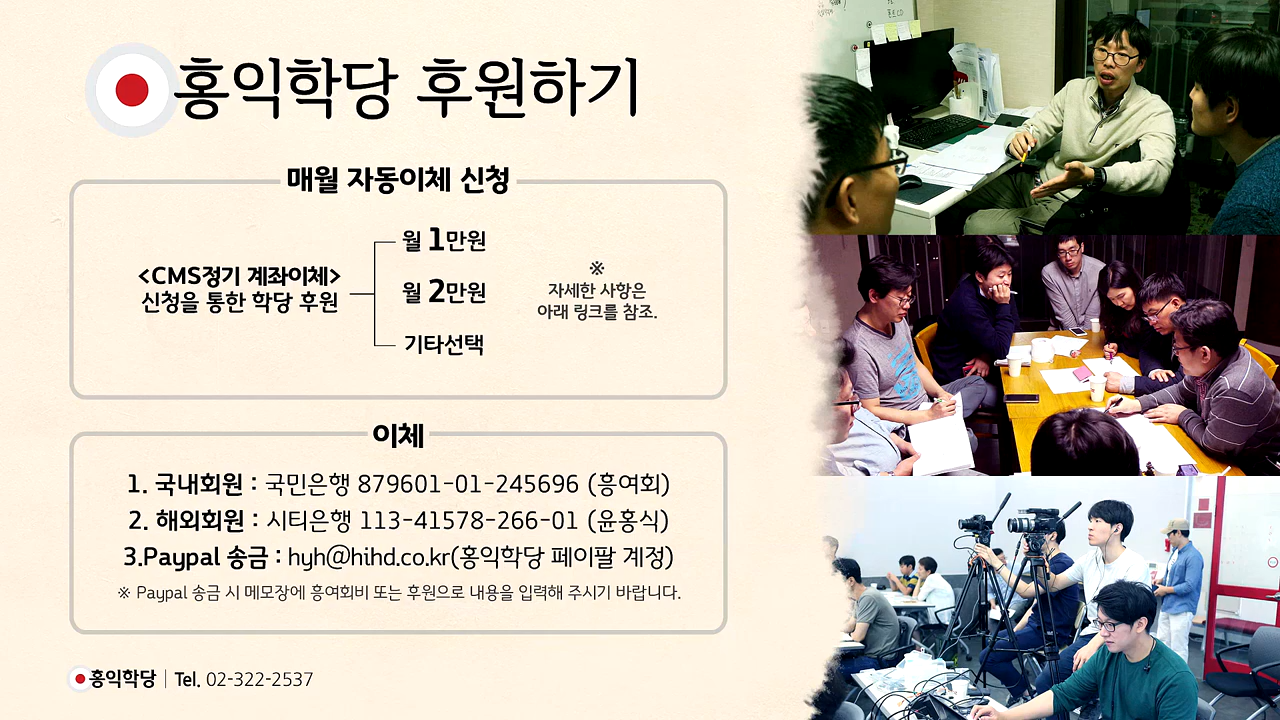 홍익학당 후원하기
매월 자동이체 신청
<CMS정기 계좌이체>
신청을 통한 학당 후원
월 1만원
월 2만원
기타선택
※
자세한 사항은
아래 링크를 참조.
이체
1. 국내회원 : 국민은행 879601-01-245696 (흥여회)
2. 해외회원 : 시티은행 113-41578-266-01 (윤홍식)
3.Paypal 송금 : hyh@hihd.co.kr(홍익학당 페이팔 계정)
※ Paypal 송금 시 메모장에 흥여회비 또는 후원으로 내용을 입력해 주시기 바랍니다.
홍익학당 | Tel. 02-322-2537